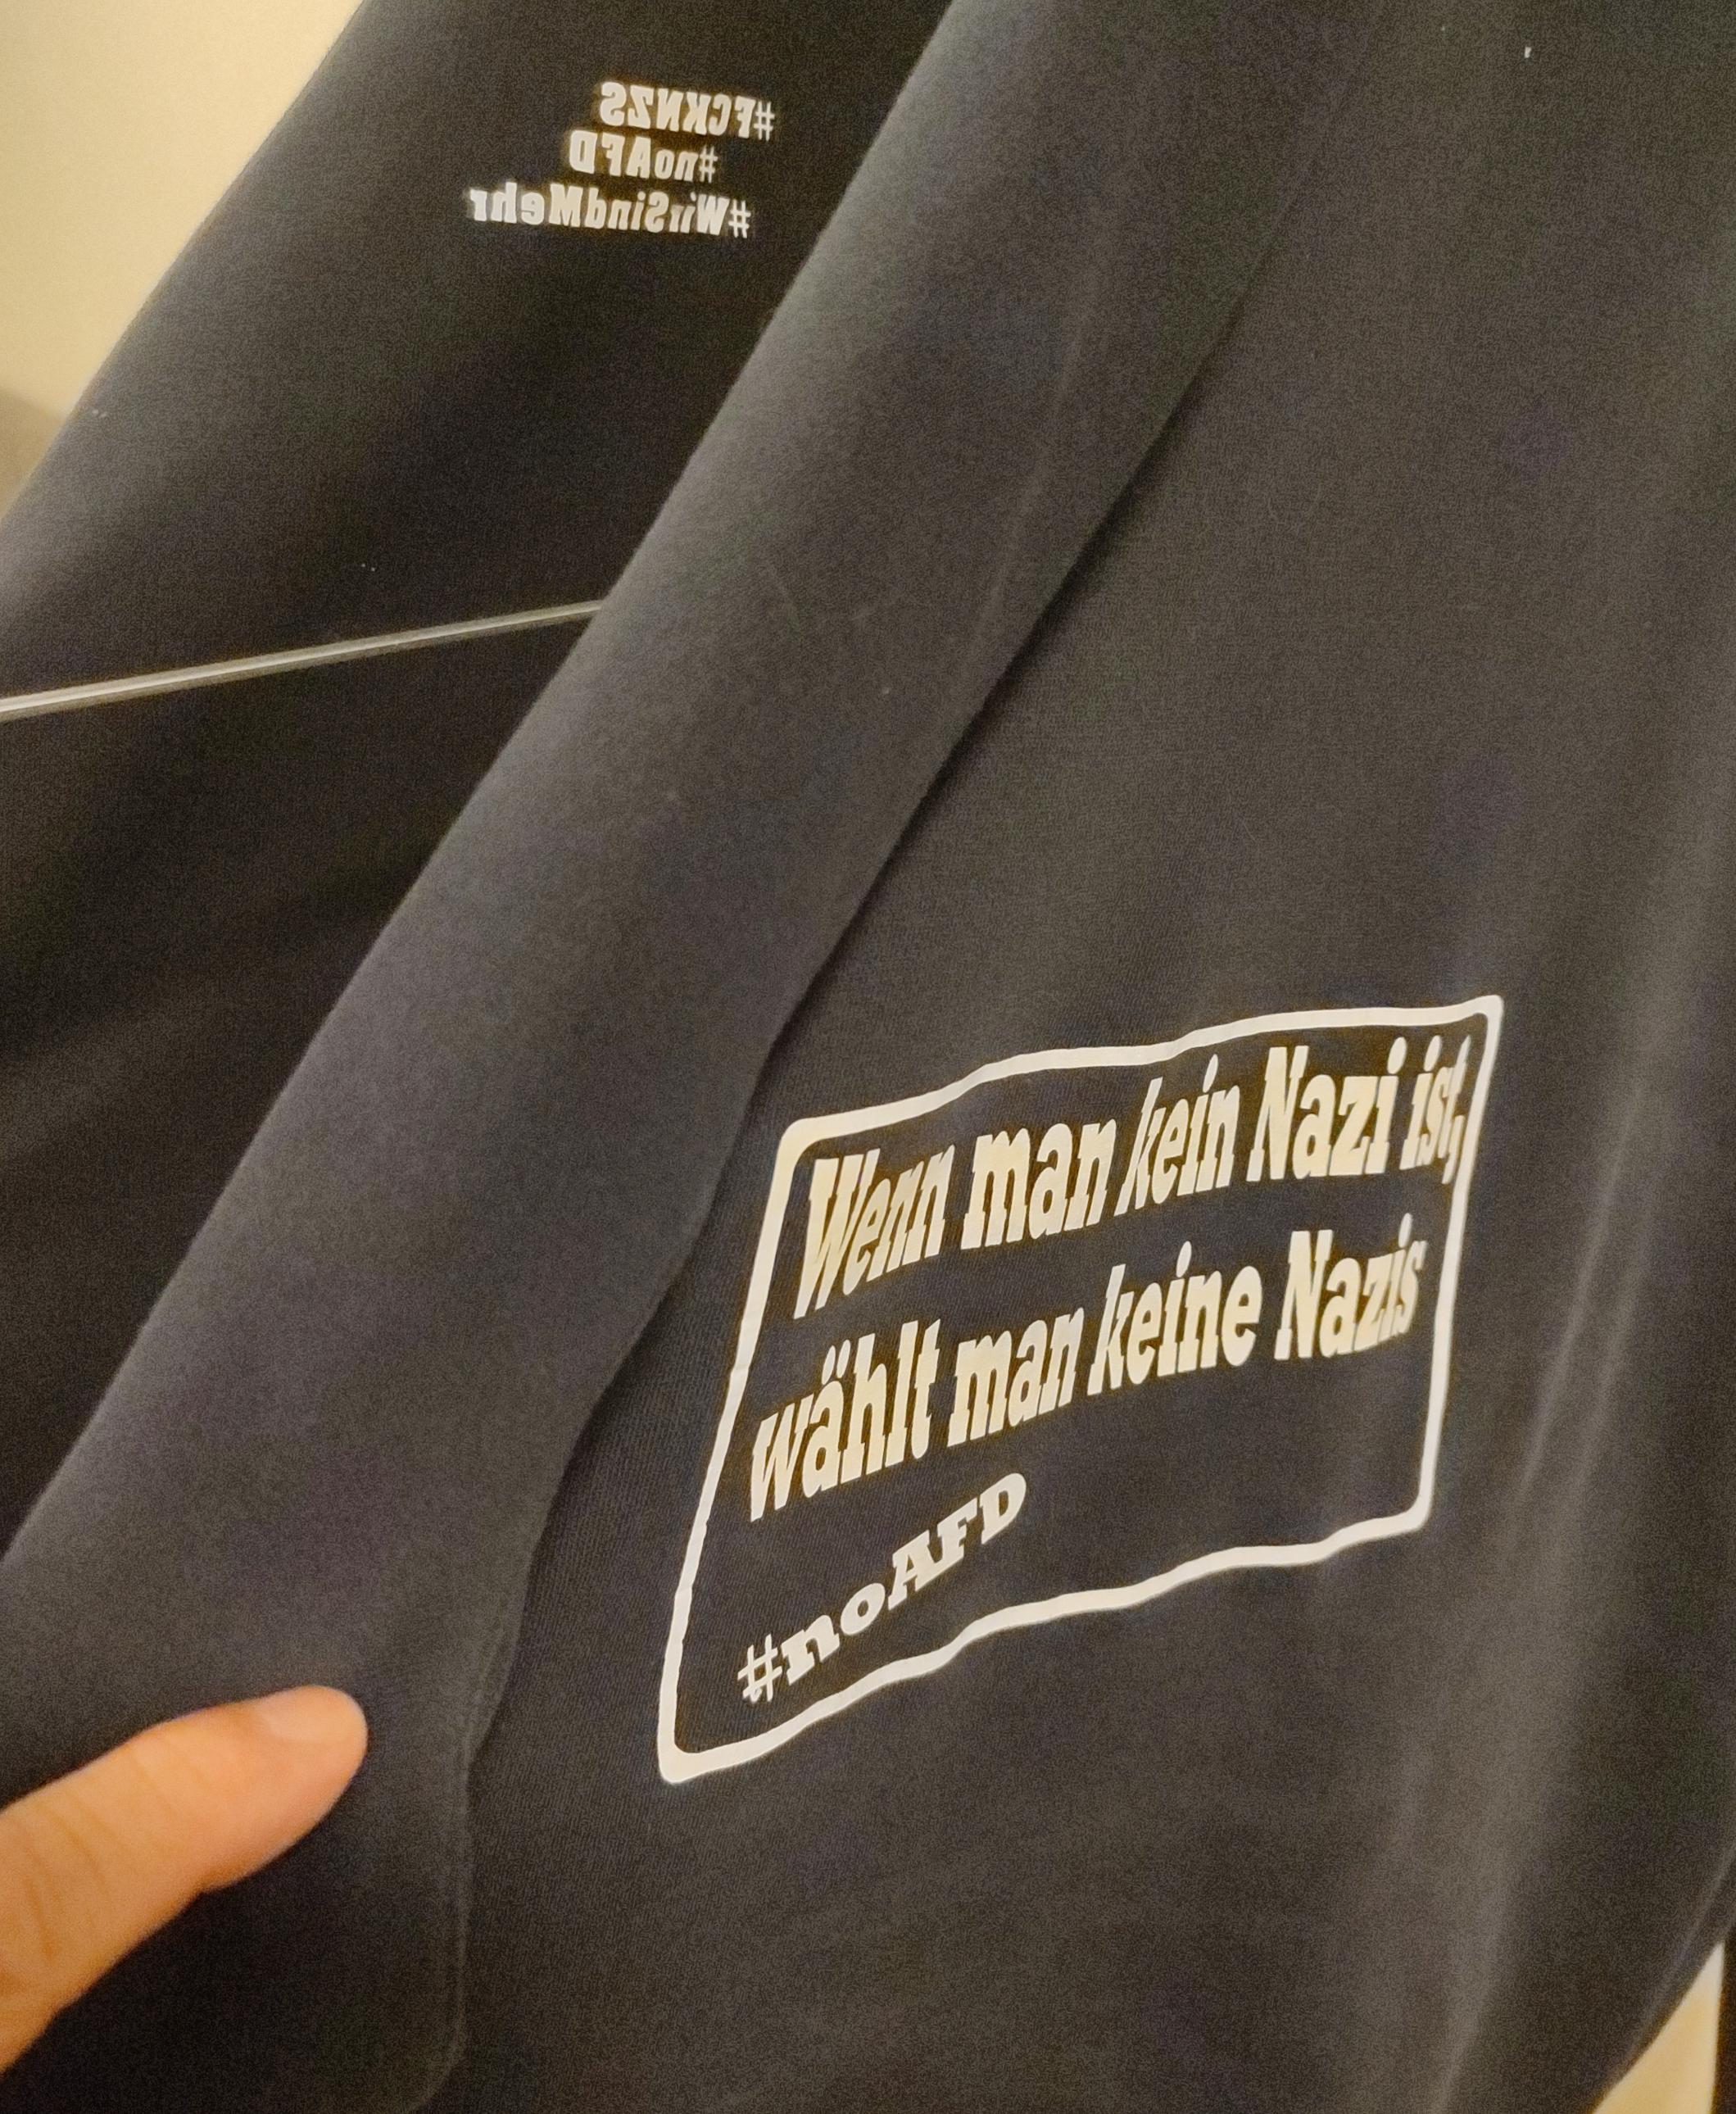 #FCKNZS
#noAFD
#WirSindMehr
Wenn man kein Nazi ist,
wählt man keine Nazis
#noAFD